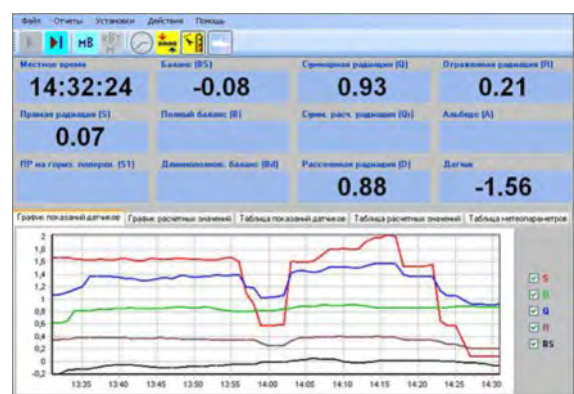 Файл Отчеты Установки Действия Помощь
мВ кВт М
Местное время Баланс (BS) Суммарная радиация (Q) Отраженная радиация (П)
14:32:24 -0.08 0.93 0.21
Прямая радиация (S) Полный баланс (B) Сумм. расч. радиация (Qs) Альбедо (A)
0.07
ПР на гориз. поверхн. (S1) Длинноволнов. баланс (Bd) Рассеянная радиация (D) Датчик
0.88 -1.56
График показаний датчиков График расчетных значений Таблица показаний датчиков Таблица расчетных значений Таблица метеопараметров
2
1,8
1,6
1,4
1,2
1
0,8
0,6
0,4
0,2
0
-0,2
S
D
Q
П
BS
13:35 13:40 13:45 13:50 13:55 14:00 14:05 14:10 14:15 14:20 14:25 14:30